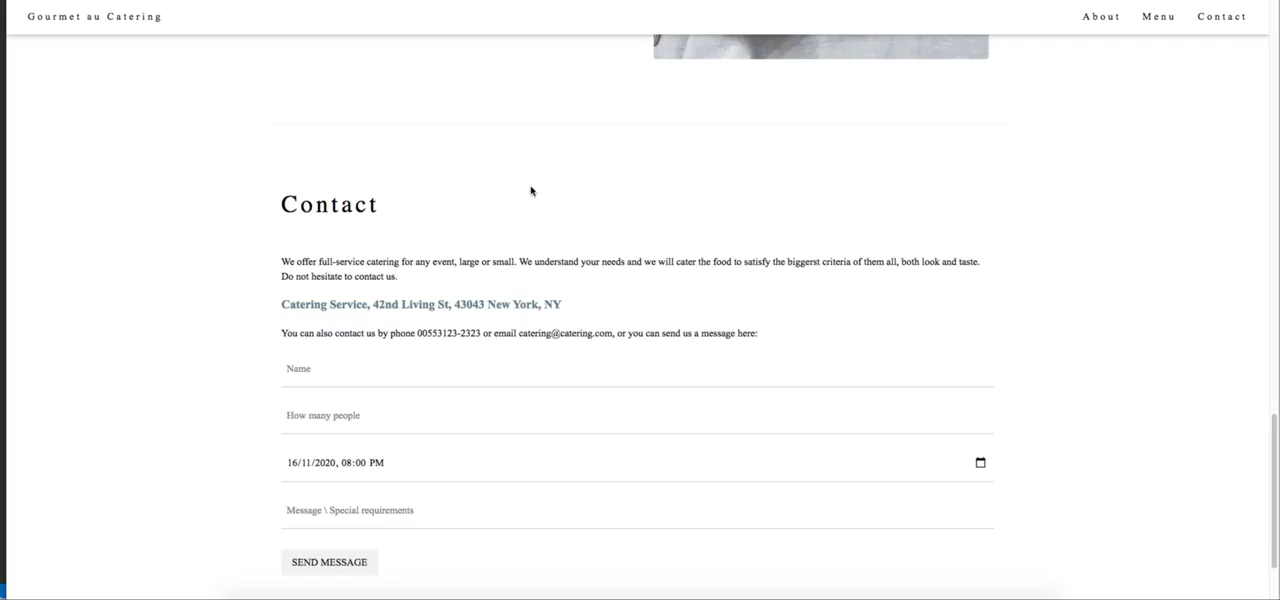 Gourmet au Catering
About Menu Contact
Contact
We offer full-service catering for any event, large or small. We understand your needs and we will cater the food to satisfy the biggerst criteria of them all, both look and taste.
Do not hesitate to contact us.
Catering Service, 42nd Living St, 43043 New York, NY
You can also contact us by phone 00553123-2323 or email catering@catering.com, or you can send us a message here:
Name
How many people
16/11/2020, 08:00 PM
Message \ Special requirements
SEND MESSAGE